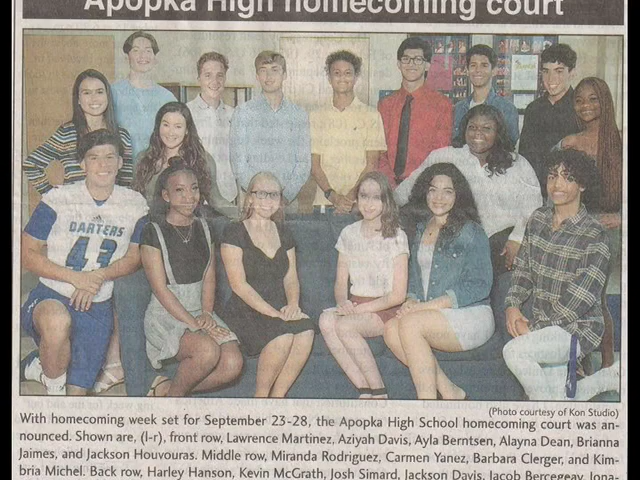 Apopka High homecoming court
DARTERS
43
(Photo courtesy of Kon Studio)
With homecoming week set for September 23-28, the Apopka High School homecoming court was an-
nounced. Shown are, (l-r), front row, Lawrence Martinez, Aziyah Davis, Ayla Berntsen, Alayna Dean, Brianna
Jaimes, and Jackson Houvouras. Middle row, Miranda Rodriguez, Carmen Yanez, Barbara Clerger, and Kim-
bria Michel. Back row, Harley Hanson, Kevin McGrath, Josh Simard, Jackson Davis, Jacob Bercegeay, Jona-